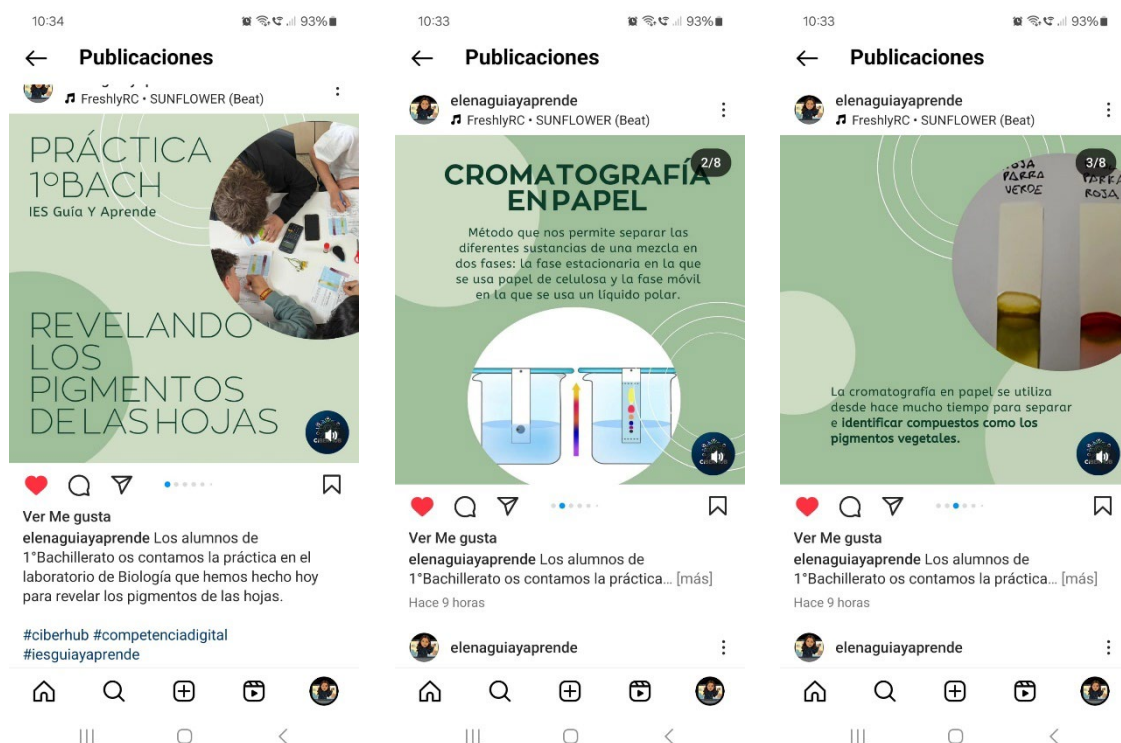 10:34
93%
Publicaciones
FreshlyRC • SUNFLOWER (Beat)
PRÁCTICA
1ºBACH
IES Guía Y Aprende
REVELANDO
LOS
PIGMENTOS
DE LAS HOJAS
Ver Me gusta
elenaguiayaprende Los alumnos de
1°Bachillerato os contamos la práctica en el
laboratorio de Biología que hemos hecho hoy
para revelar los pigmentos de las hojas.
#ciberhub #competenciadigital
#iesguiayaprende
10:33
93%
Publicaciones
elenaguiayaprende
FreshlyRC • SUNFLOWER (Beat)
2/8
CROMATOGRAFÍA
EN PAPEL
Método que nos permite separar las
diferentes sustancias de una mezcla en
dos fases: la fase estacionaria en la que
se usa papel de celulosa y la fase móvil
en la que se usa un líquido polar.
Ver Me gusta
elenaguiayaprende Los alumnos de
1°Bachillerato os contamos la práctica... [más]
Hace 9 horas
elenaguiayaprende
10:33
93%
Publicaciones
elenaguiayaprende
FreshlyRC • SUNFLOWER (Beat)
3/8
HOJA
PARRA
VERDE
PARRA
ROJA
La cromatografía en papel se utiliza
desde hace mucho tiempo para separar
e identificar compuestos como los
pigmentos vegetales.
Ver Me gusta
elenaguiayaprende Los alumnos de
1°Bachillerato os contamos la práctica... [más]
Hace 9 horas
elenaguiayaprende